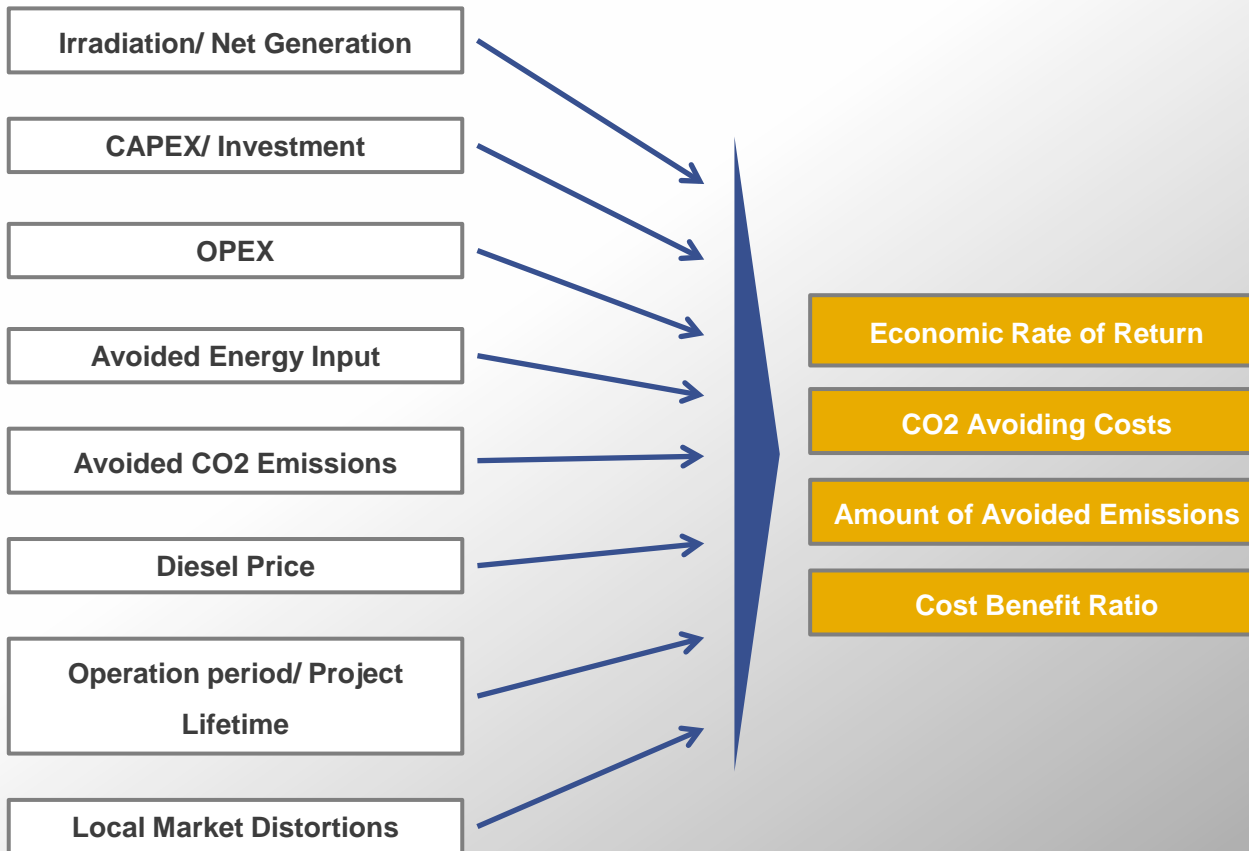 Irradiation/ Net Generation
CAPEX/ Investment
OPEX
Avoided Energy Input
Avoided CO2 Emissions
Diesel Price
Operation period/ Project
Lifetime
Local Market Distortions
Economic Rate of Return
CO2 Avoiding Costs
Amount of Avoided Emissions
Cost Benefit Ratio